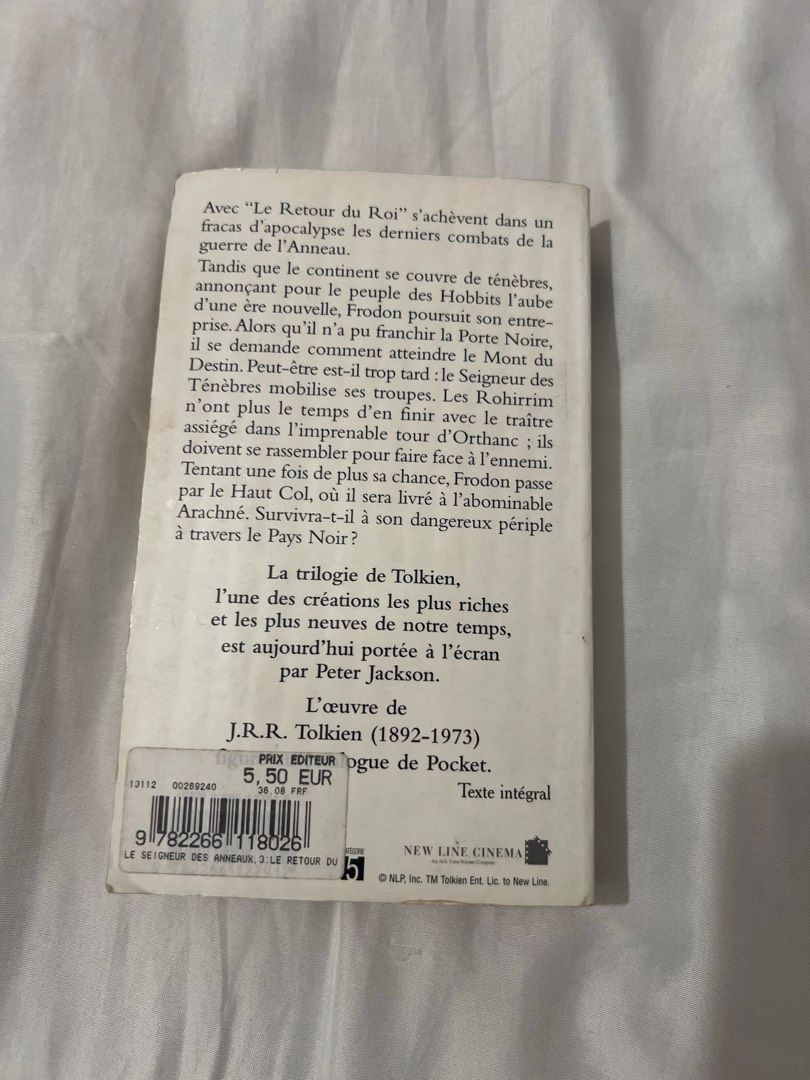 Avec “Le Retour du Roi” s’achèvent dans un
fracas d’apocalypse les derniers combats de la
guerre de l’Anneau.
Tandis que le continent se couvre de ténèbres,
annonçant pour le peuple des Hobbits l’aube
d’une ère nouvelle, Frodon poursuit son entre-
prise. Alors qu’il n’a pu franchir la Porte Noire,
il se demande comment atteindre le Mont du
Destin. Peut-être est-il trop tard : le Seigneur des
Ténèbres mobilise ses troupes. Les Rohirrim
n’ont plus le temps d’en finir avec le traître
assiégé dans l’imprenable tour d’Orthanc ; ils
doivent se rassembler pour faire face à l’ennemi.
Tentant une fois de plus sa chance, Frodon passe
par le Haut Col, où il sera livré à l’abominable
Arachné. Survivra-t-il à son dangereux périple
à travers le Pays Noir ?
La trilogie de Tolkien,
l’une des créations les plus riches
et les plus neuves de notre temps,
est aujourd’hui portée à l’écran
par Peter Jackson.
L’œuvre de
J.R.R. Tolkien (1892-1973)
ogue de Pocket.
Texte intégral
PRIX EDITEUR
5,50 EUR
13112 00269240 36.08 FRF
9 782266 118026
LE SEIGNEUR DES ANNEAUX.3:LE RETOUR DU
5
NEW LINE CINEMA
© NLP, Inc. TM Tolkien Ent. Lic. to New Line.